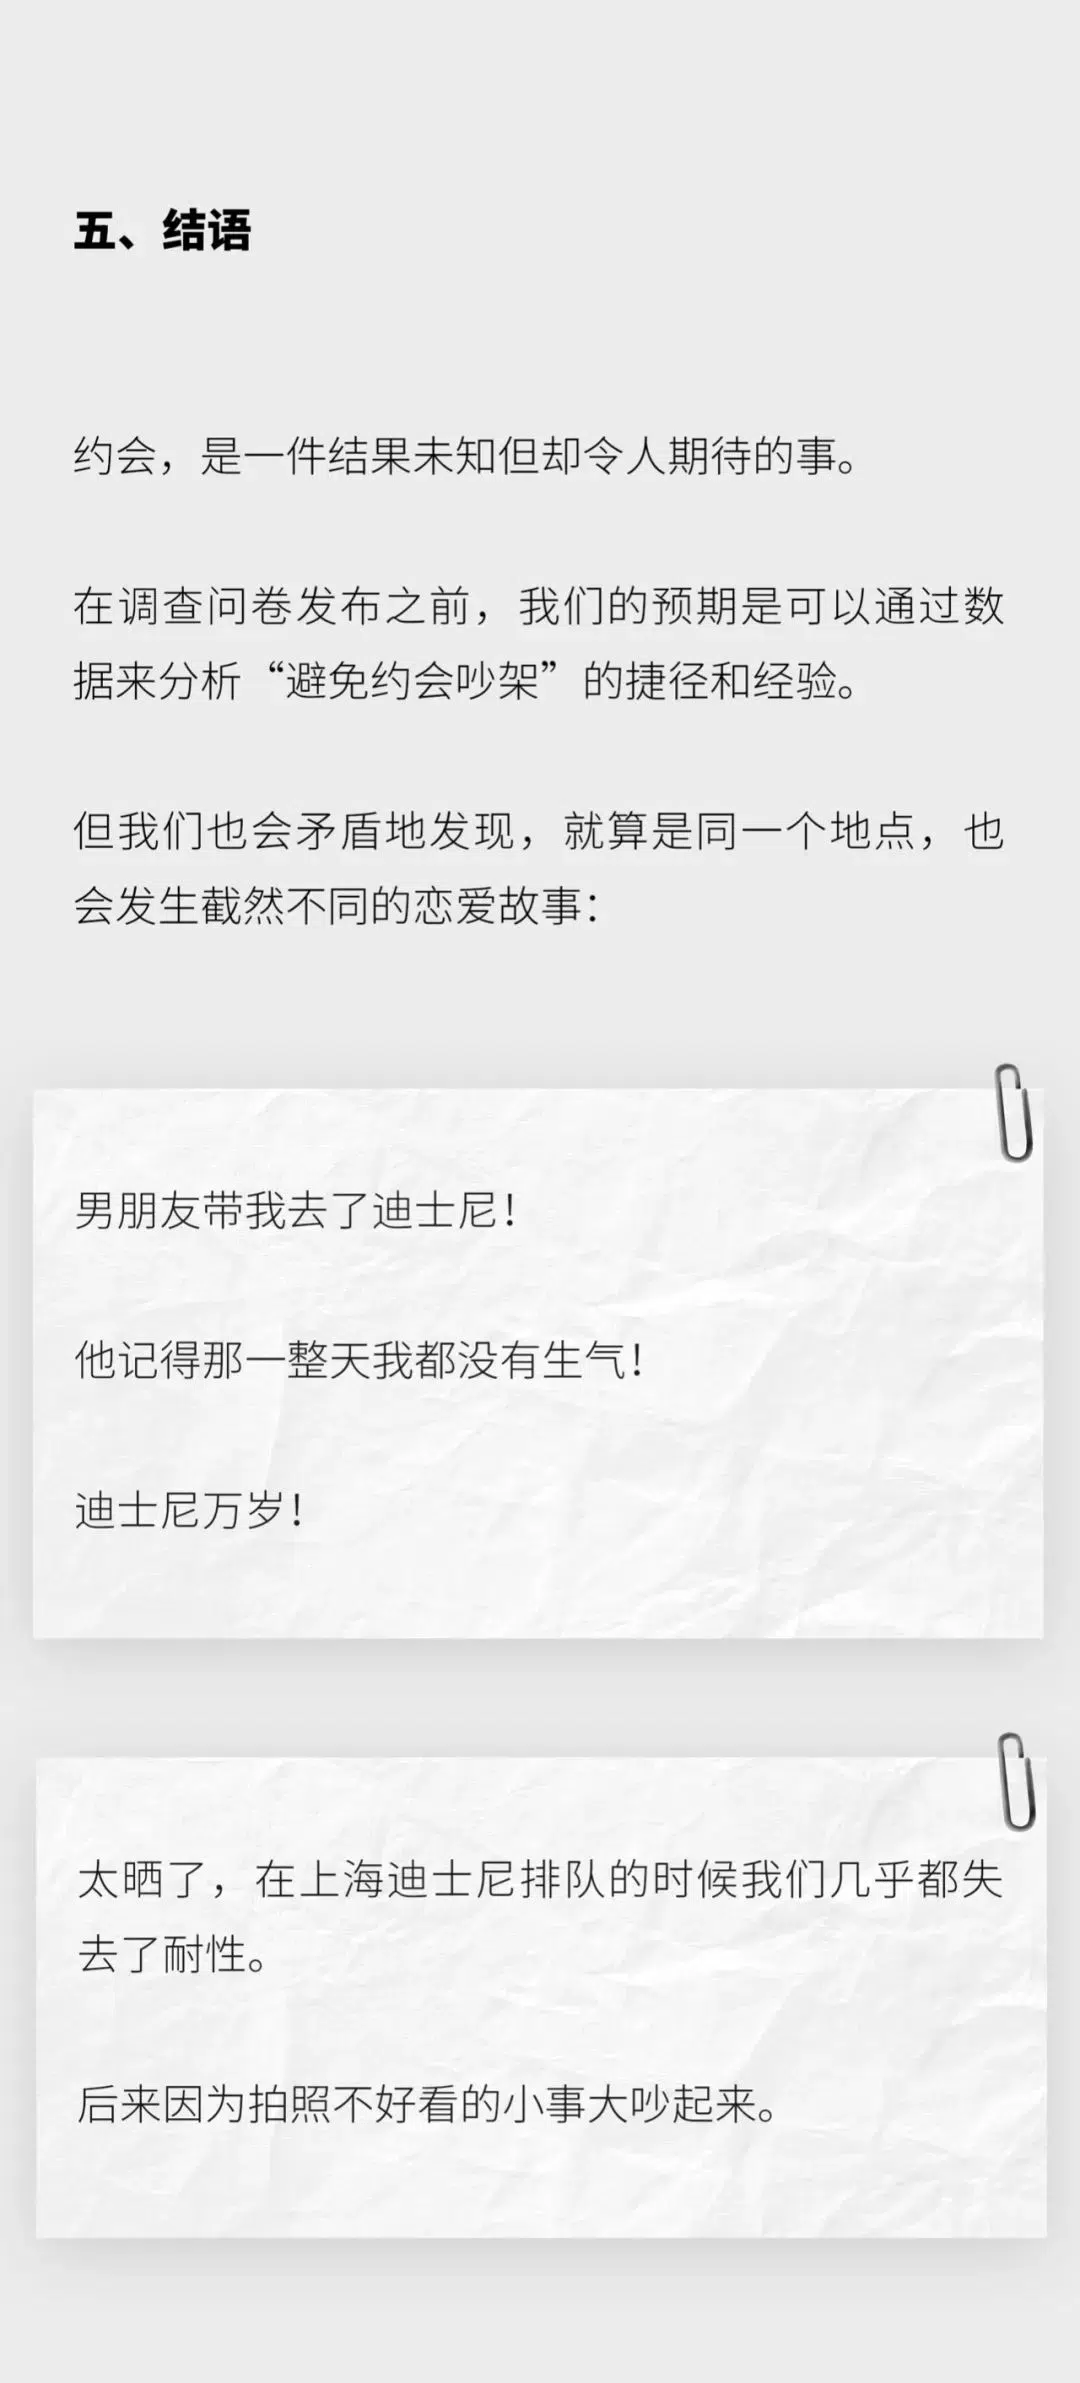 五、结语
约会，是一件结果未知但却令人期待的事。
在调查问卷发布之前，我们的预期是可以通过数
据来分析“避免约会吵架”的捷径和经验。
但我们也会矛盾地发现，就算是同一个地点，也
会发生截然不同的恋爱故事：
男朋友带我去了迪士尼！
他记得那一整天我都没有生气！
迪士尼万岁！
太晒了，在上海迪士尼排队的时候我们几乎都失
去了耐性。
后来因为拍照不好看的小事大吵起来。